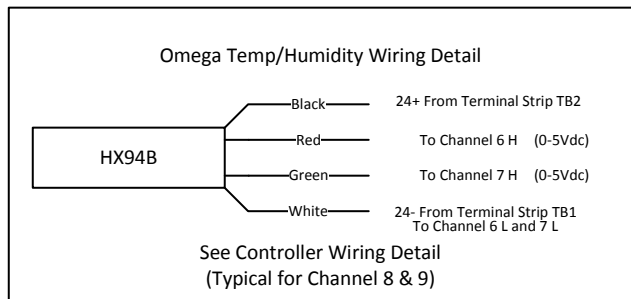 Omega Temp/Humidity Wiring Detail
Black 24+ From Terminal Strip TB2
Red To Channel 6 H (0-5Vdc)
HX94B
Green To Channel 7 H (0-5Vdc)
White 24- From Terminal Strip TB1
To Channel 6 L and 7 L
See Controller Wiring Detail
(Typical for Channel 8 & 9)